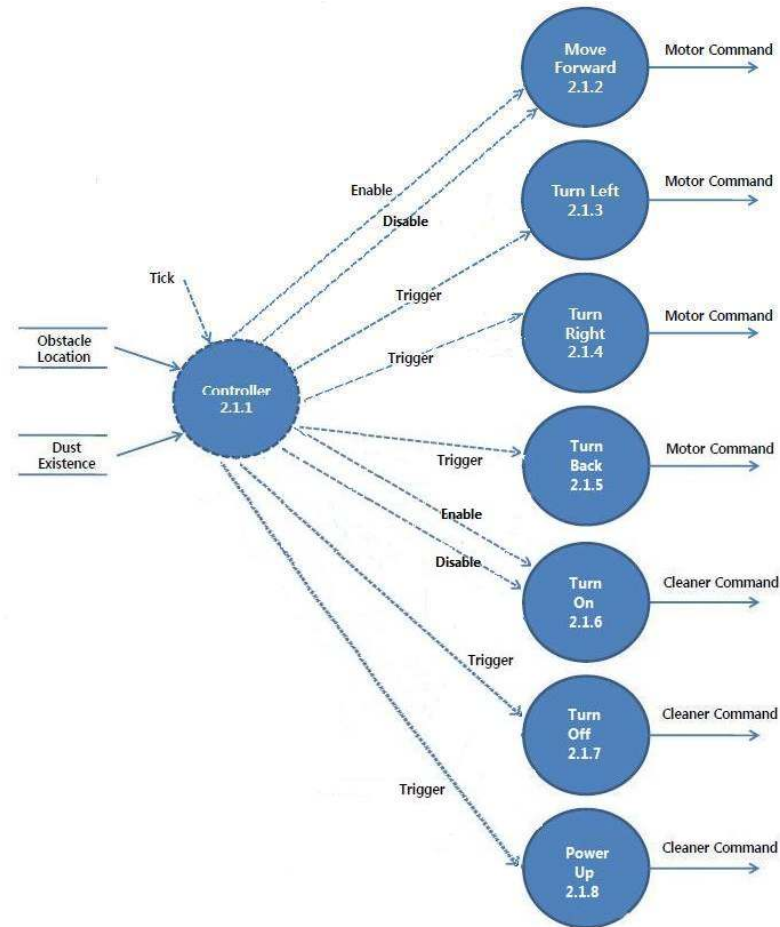 Move
Forward
2.1.2
Motor Command
Enable
Disable
Turn Left
2.1.3
Motor Command
Tick
Trigger
Turn
Right
2.1.4
Motor Command
Obstacle
Location
Trigger
Controller
2.1.1
Dust
Existence
Trigger
Turn
Back
2.1.5
Motor Command
Enable
Disable
Turn
On
2.1.6
Cleaner Command
Trigger
Turn
Off
2.1.7
Cleaner Command
Trigger
Power
Up
2.1.8
Cleaner Command